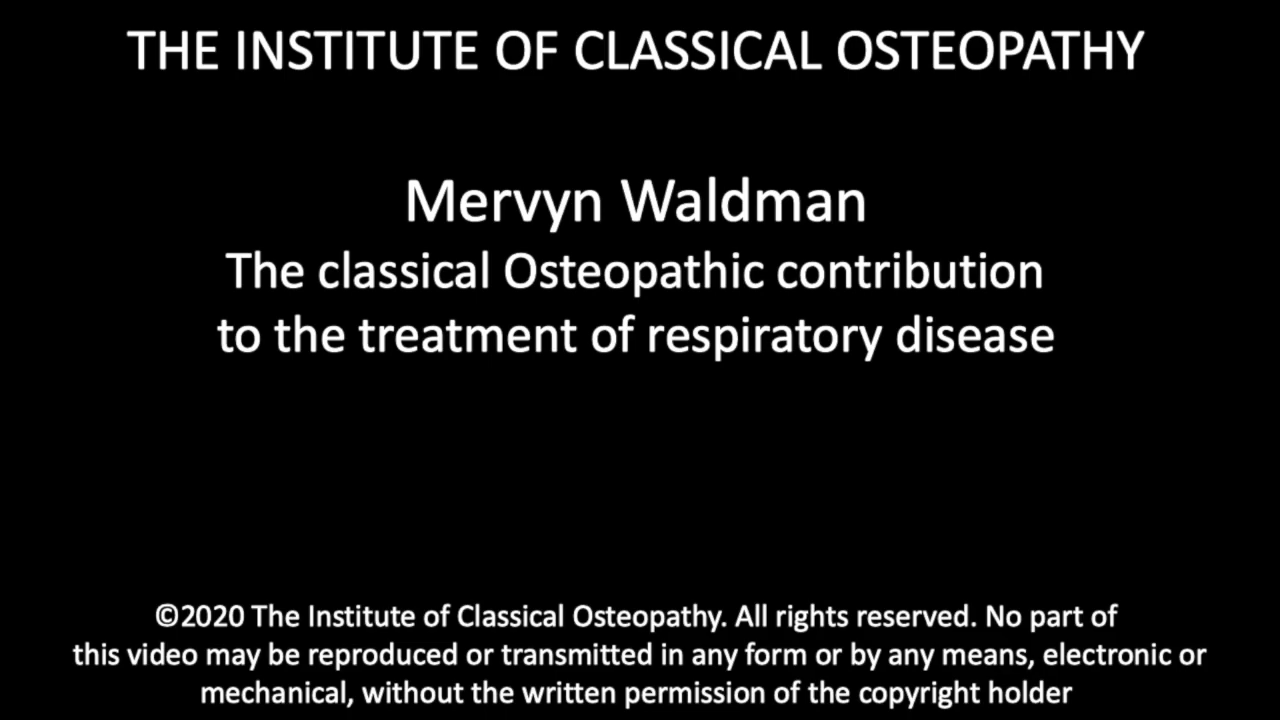 THE INSTITUTE OF CLASSICAL OSTEOPATHY
Mervyn Waldman
The classical Osteopathic contribution
to the treatment of respiratory disease
©2020 The Institute of Classical Osteopathy. All rights reserved. No part of
this video may be reproduced or transmitted in any form or by any means, electronic or
mechanical, without the written permission of the copyright holder